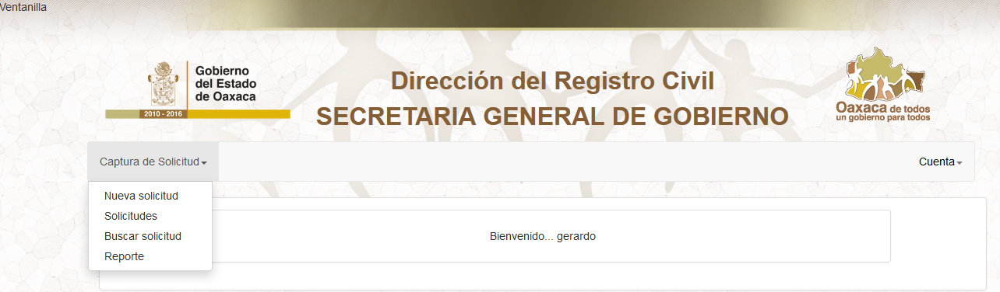 Ventanilla
Gobierno
del Estado
de Oaxaca
2010 - 2016
Dirección del Registro Civil
SECRETARIA GENERAL DE GOBIERNO
Oaxaca de todos
un gobierno para todos
Captura de Solicitud
Cuenta
Nueva solicitud
Solicitudes
Buscar solicitud
Reporte
Bienvenido... gerardo